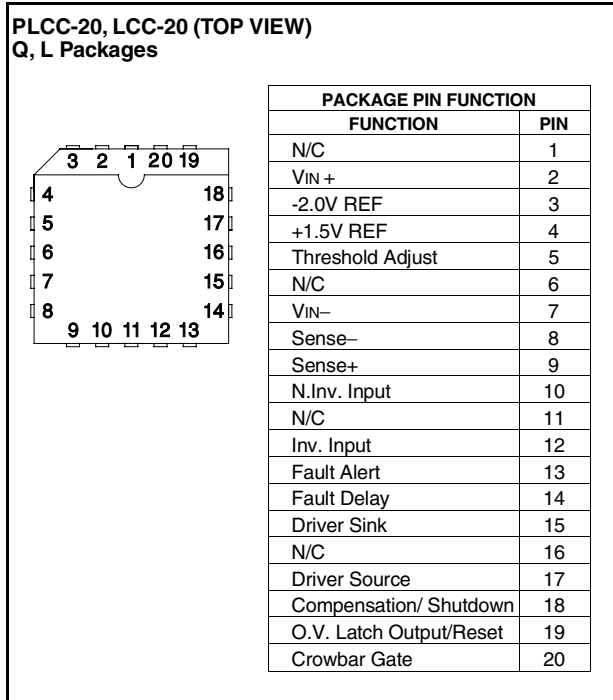 PLCC-20, LCC-20 (TOP VIEW)
Q, L Packages
3 2 1 20 19
4 18
5 17
6 16
7 15
8 14
9 10 11 12 13
PACKAGE PIN FUNCTION
FUNCTION PIN
N/C 1
VIN + 2
-2.0V REF 3
+1.5V REF 4
Threshold Adjust 5
N/C 6
VIN– 7
Sense– 8
Sense+ 9
N.Inv. Input 10
N/C 11
Inv. Input 12
Fault Alert 13
Fault Delay 14
Driver Sink 15
N/C 16
Driver Source 17
Compensation/ Shutdown 18
O.V. Latch Output/Reset 19
Crowbar Gate 20